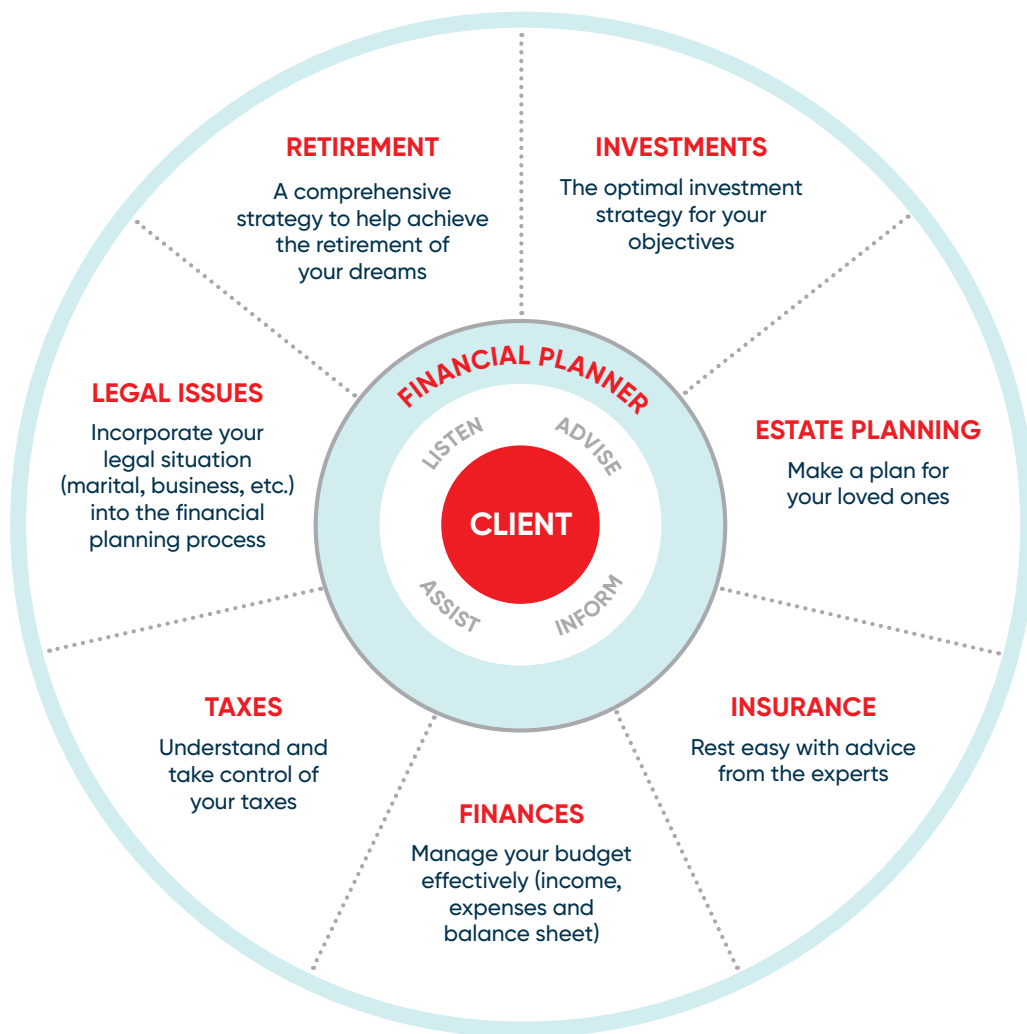 RETIREMENT
A comprehensive
strategy to help achieve
the retirement of
your dreams
INVESTMENTS
The optimal investment
strategy for your
objectives
LEGAL ISSUES
Incorporate your
legal situation
(marital, business, etc.)
into the financial
planning process
FINANCIAL PLANNER
LISTEN
ADVISE
CLIENT
ASSIST
INFORM
ESTATE PLANNING
Make a plan for
your loved ones
TAXES
Understand and
take control of
your taxes
FINANCES
Manage your budget
effectively (income,
expenses and
balance sheet)
INSURANCE
Rest easy with advice
from the experts